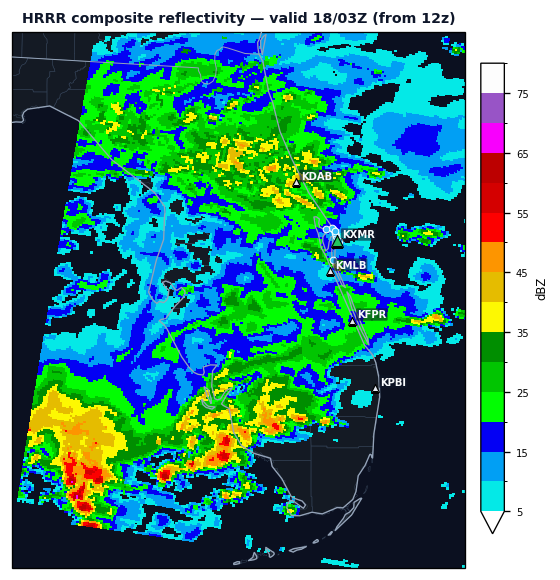 HRRR composite reflectivity — valid 18/03Z (from 12z)
KDAB
KXMR
KMLB
KFPR
KPBI
75
65
55
45
35
25
15
5
dBZ